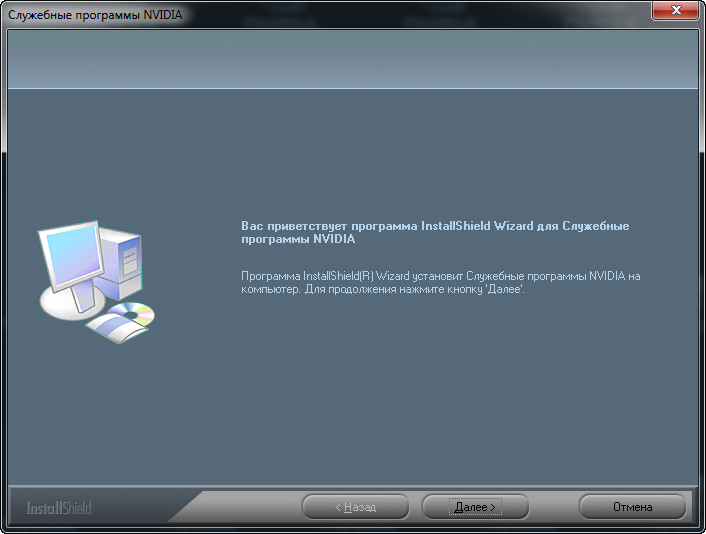 Служебные программы NVIDIA
Вас приветствует программа InstallShield Wizard для Служебные
программы NVIDIA
Программа InstallShield(R) Wizard установит Служебные программы NVIDIA на
компьютер. Для продолжения нажмите кнопку 'Далее'.
InstallShield
< Назад
Далее >
Отмена